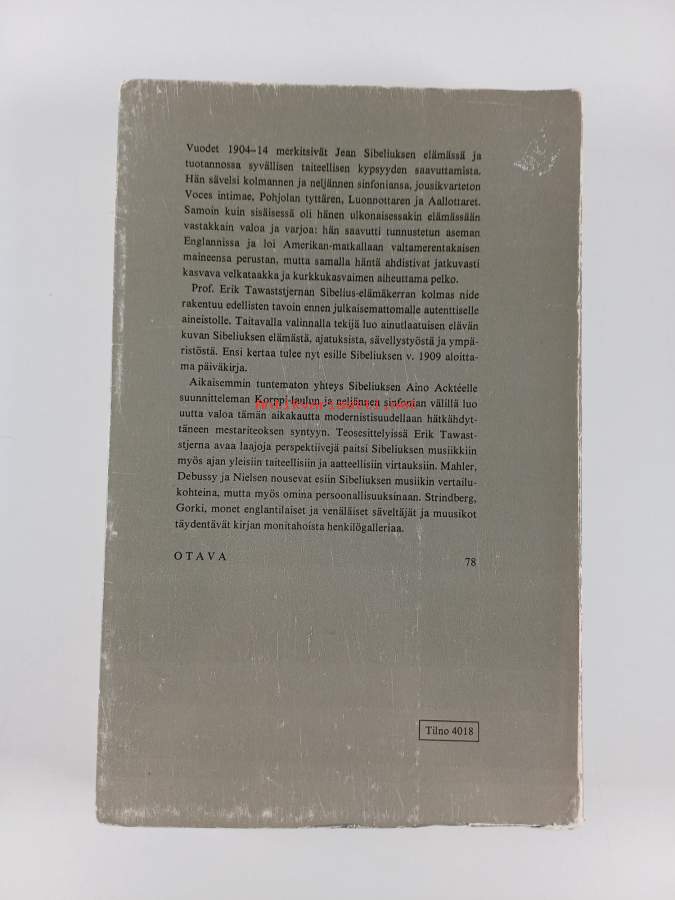 Vuodet 1904–14 merkitsivät Jean Sibeliuksen elämässä ja
tuotannossa syvällisen taiteellisen kypsyyden saavuttamista.
Hän sävelsi kolmannen ja neljännen sinfoniansa, jousikvarteton
Voces intimae, Pohjolan tyttären, Luonnottaren ja Aallottaret.
Samoin kuin sisäisessä oli hänen ulkonaisessakin elämässään
vastakkain valoa ja varjoa: hän saavutti tunnustetun aseman
Englannissa ja loi Amerikan-matkallaan valtamerentakaisen
maineensa perustan, mutta samalla häntä ahdistivat jatkuvasti
kasvava velkataakka ja kurkkukasvaimen aiheuttama pelko.
Prof. Erik Tawaststjernan Sibelius-elämäkerran kolmas nide
rakentuu edellisten tavoin ennen julkaisemattomalle autenttiselle
aineistolle. Taitavalla valinnalla tekijä luo ainutlaatuisen elävän
kuvan Sibeliuksen elämästä, ajatuksista, sävellystyöstä ja ympä-
ristöstä. Ensi kertaa tulee nyt esille Sibeliuksen v. 1909 aloitta-
ma päiväkirja.
Aikaisemmin tuntematon yhteys Sibeliuksen Aino Acktéelle
suunnitteleman Korppi-laulun ja neljännen sinfonian välillä luo
uutta valoa tämän aikakautta modernistisuudellaan hätkähdyt-
täneen mestariteoksen syntyyn. Teosesittelyissä Erik Tawast-
stjerna avaa laajoja perspektiivejä paitsi Sibeliuksen musiikkiin
myös ajan yleisiin taiteellisiin ja aatteellisiin virtauksiin. Mahler,
Debussy ja Nielsen nousevat esiin Sibeliuksen musiikin vertailu-
kohteina, mutta myös omina persoonallisuuksinaan. Strindberg,
Gorki, monet englantilaiset ja venäläiset säveltäjät ja muusikot
täydentävät kirjan monitahoista henkilögalleriaa.
OTAVA 78
Tilno 4018